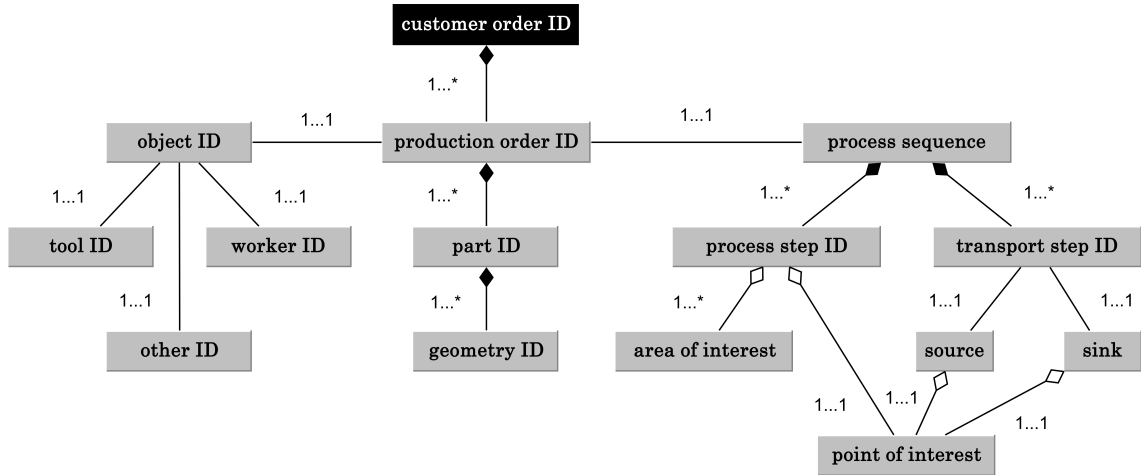 customer order ID
1...*
1...1
1...1
object ID
production order ID
process sequence
1...1
1...1
1...*
1...*
1...*
tool ID
worker ID
part ID
process step ID
transport step ID
1...1
1...*
1...*
1...1
1...1
other ID
geometry ID
area of interest
source
sink
1...1
1...1
1...1
point of interest